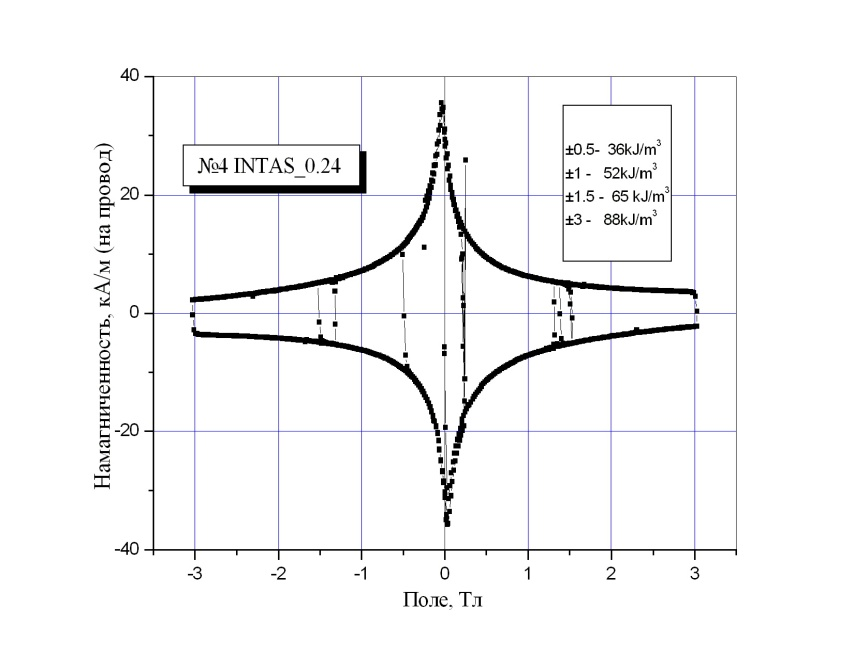 40
20
0
-20
-40
Намагниченность, кА/м (на провод)
№4 INTAS_0.24
±0.5- 36kJ/m³
±1 - 52kJ/m³
±1.5 - 65 kJ/m³
±3 - 88kJ/m³
-3 -2 -1 0 1 2 3
Поле, Тл